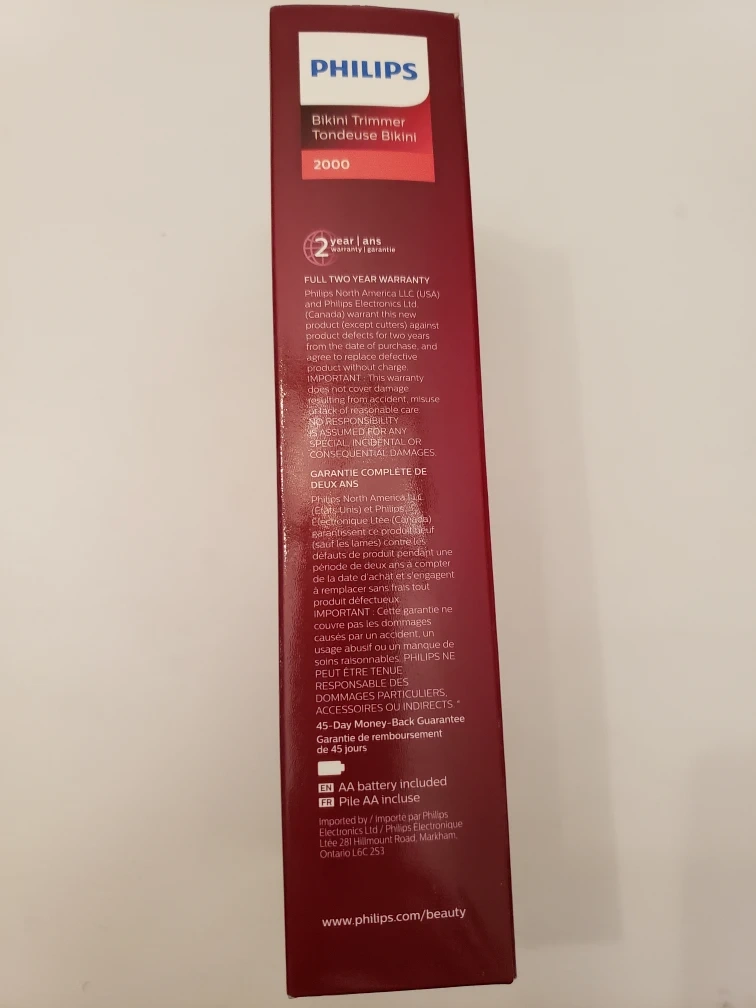 PHILIPS
Bikini Trimmer
Tondeuse Bikini
2000
2 year | ans
warranty | garantie
FULL TWO YEAR WARRANTY
Philips North America LLC (USA)
and Philips Electronics Ltd
(Canada) warrant this new
product (except cutters) against
product defects for two years
from the date of purchase, and
agree to replace defective
product without charge.
IMPORTANT : This warranty
does not cover damage
resulting from accident, misuse
or lack of reasonable care.
NO RESPONSIBILITY
IS ASSUMED FOR ANY
SPECIAL, INCIDENTAL OR
CONSEQUENTIAL DAMAGES.
GARANTIE COMPLÈTE DE
DEUX ANS
Philips North America LLC
(États-Unis) et Philips
Électronique Ltée (Canada)
garantissent ce produit neuf
(sauf les lames) contre les
défauts de produit pendant une
période de deux ans à compter
de la date d'achat et s'engagent
à remplacer sans frais tout
produit défectueux.
IMPORTANT : Cette garantie ne
couvre pas les dommages
causés par un accident, un
usage abusif ou un manque de
soins raisonnables. PHILIPS NE
PEUT ÊTRE TENUE
RESPONSABLE DES
DOMMAGES PARTICULIERS,
ACCESSOIRES OU INDIRECTS. "
45-Day Money-Back Guarantee
Garantie de remboursement
de 45 jours
EN AA battery included
FR Pile AA incluse
Imported by / Importé par Philips
Electronics Ltd / Philips Électronique
Ltée 281 Hillmount Road, Markham,
Ontario L6C 2S3
www.philips.com/beauty